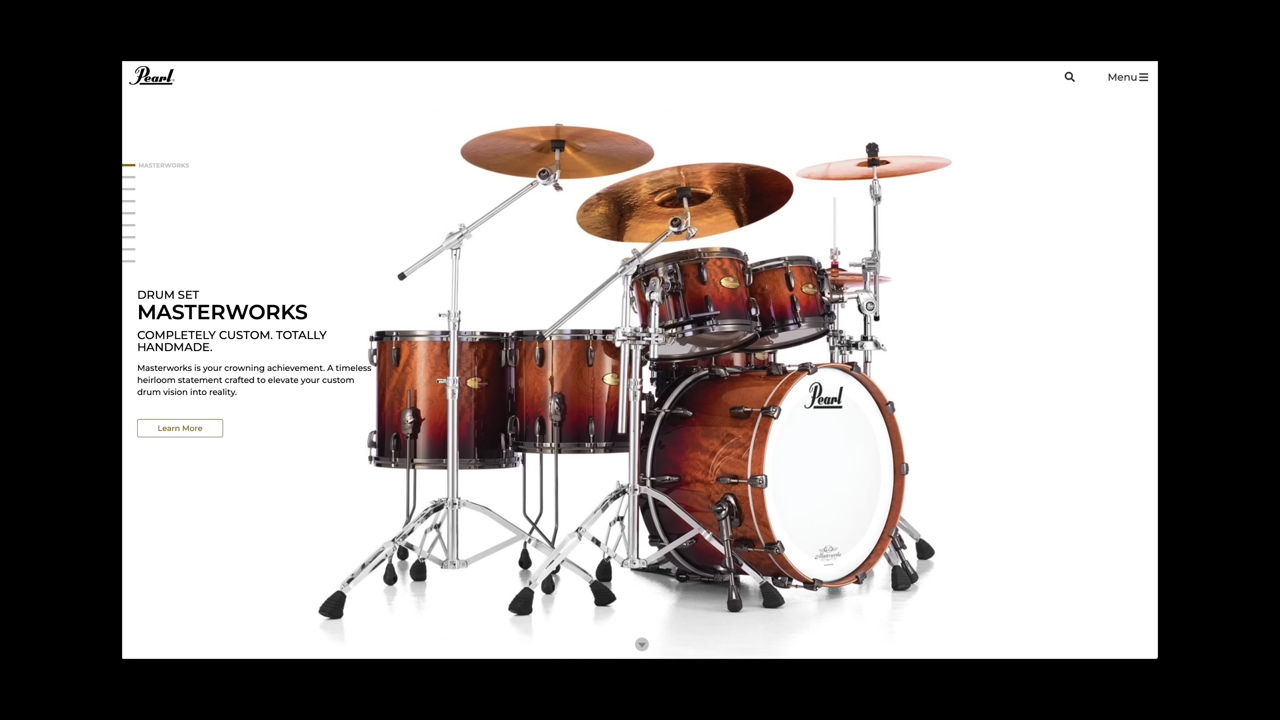 Pearl
Menu
MASTERWORKS
DRUM SET
MASTERWORKS
COMPLETELY CUSTOM. TOTALLY
HANDMADE.
Masterworks is your crowning achievement. A timeless
heirloom statement crafted to elevate your custom
drum vision into reality.
Learn More
Pearl
Masterworks